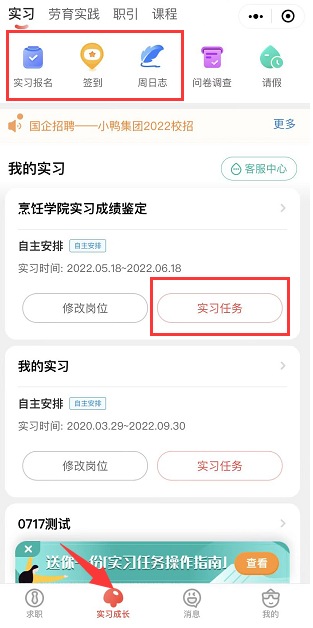 实习 劳育实践 职引 课程
实习报名 签到 周日志 问卷调查 请假
国企招聘——小鸭集团2022校招 更多
我的实习 客服中心
烹饪学院实习成绩鉴定
自主安排 自主安排
实习时间: 2022.05.18~2022.06.18
修改岗位 实习任务
我的实习
自主安排 自主安排
实习时间: 2020.03.29~2022.09.30
修改岗位 实习任务
0717测试
送你一份[实习任务操作指南] 查看
求职 实习成长 消息 我的